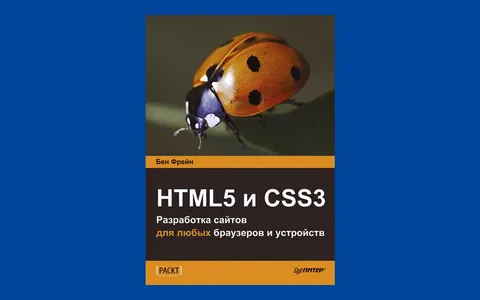 Бен Фрейн
HTML5 и CSS3
Разработка сайтов
для любых браузеров и устройств
[PACKT]
ПИТЕР